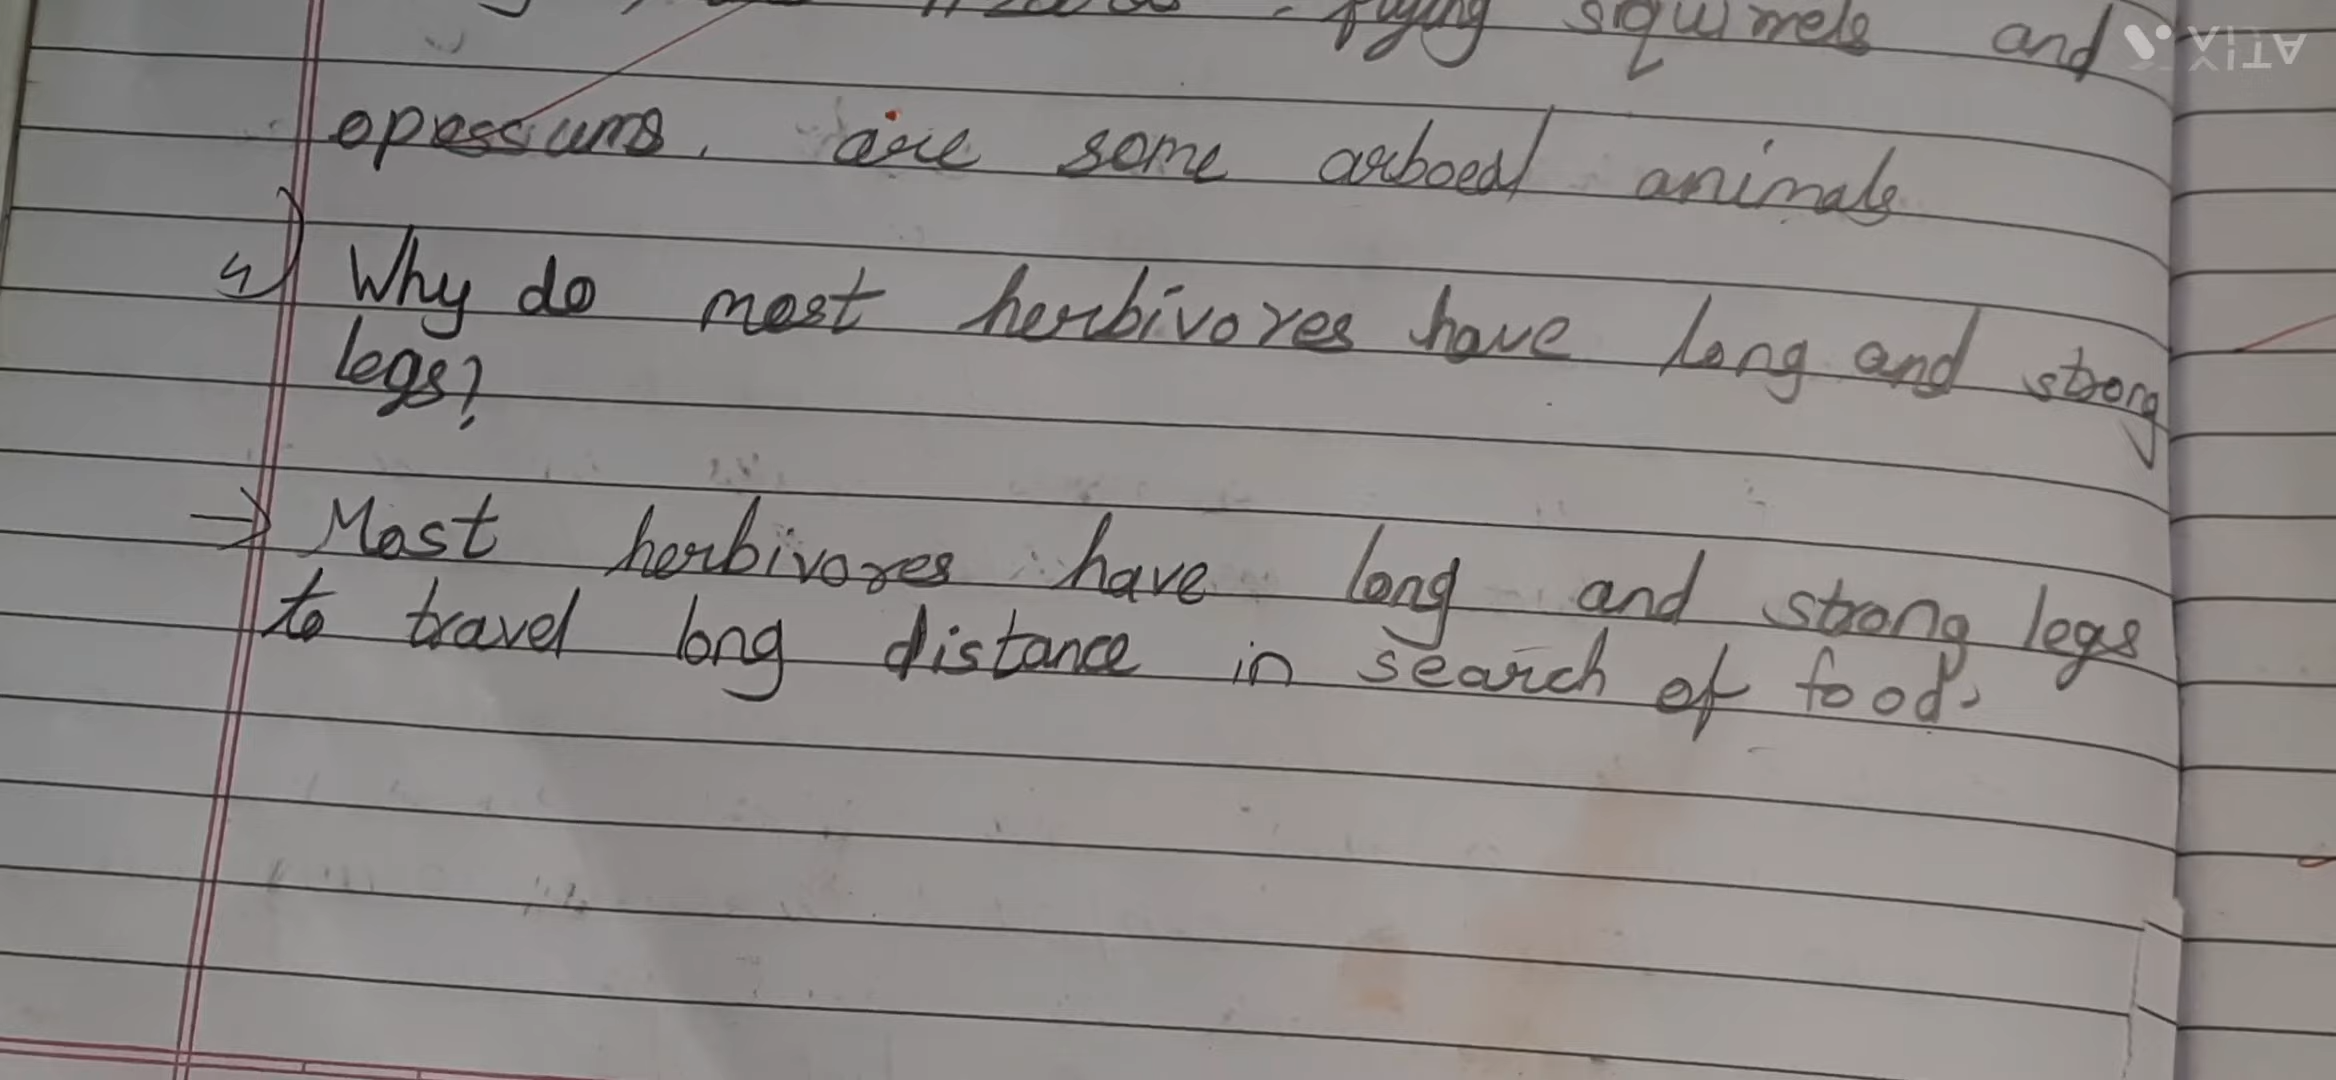 flying squirrels and
opossums. are some arboeal animals
4) Why do most herbivores have long and strong
legs?
→ Most herbivores have long and strong legs
to travel long distance in search of food.